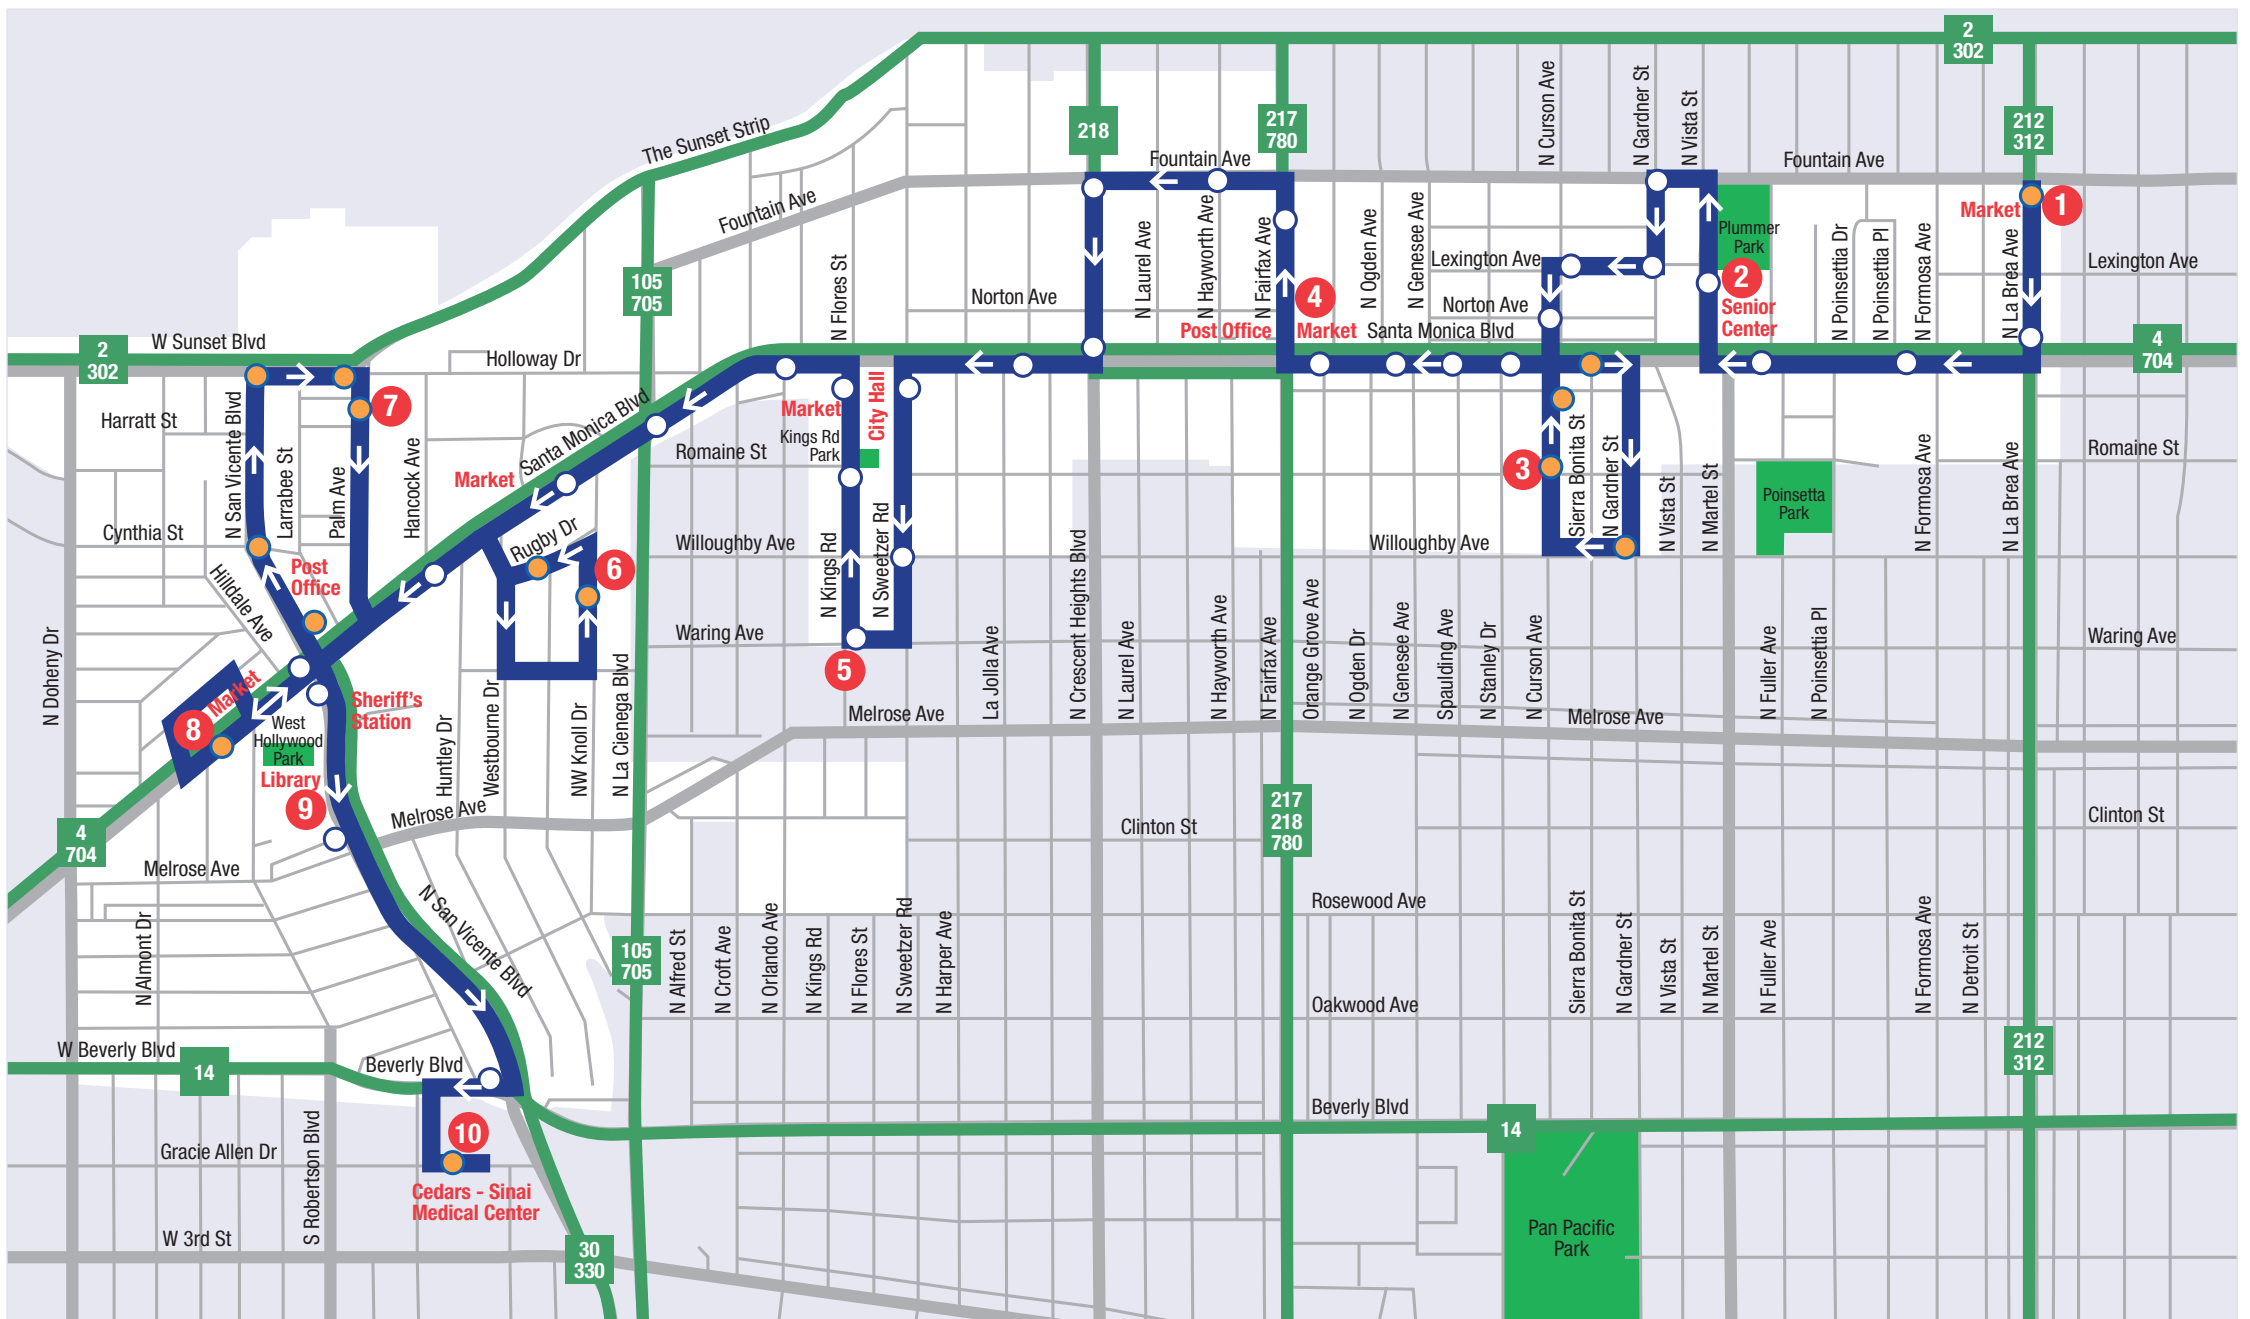 2
302
N Curson Ave
N Gardner St
N Vista St
218
217
780
212
312
The Sunset Strip
Fountain Ave
Fountain Ave
Fountain Ave
Market
1
Plummer
Park
2
Senior
Center
N Poinsettia Dr
N Poinsettia Pl
N Formosa Ave
N La Brea Ave
Lexington Ave
Lexington Ave
N Laurel Ave
N Hayworth Ave
N Fairfax Ave
N Ogden Ave
N Genesee Ave
N Flores St
105
705
Norton Ave
Norton Ave
4
Post Office
Market
Santa Monica Blvd
4
704
W Sunset Blvd
2
302
Holloway Dr
7
Harratt St
N San Vicente Blvd
Larrabee St
Palm Ave
Hancock Ave
Santa Monica Blvd
Market
Market
City Hall
Kings Rd
Park
Romaine St
Romaine St
3
Sierra Bonita St
N Gardner St
N Vista St
N Martel St
Poinsetta
Park
N Formosa Ave
N La Brea Ave
Cynthia St
Rugby Dr
Willoughby Ave
Willoughby Ave
6
N Kings Rd
N Sweetzer Rd
N Crescent Heights Blvd
Hilldale Ave
Post
Office
Waring Ave
Waring Ave
5
La Jolla Ave
N Laurel Ave
N Hayworth Ave
N Fairfax Ave
Orange Grove Ave
N Ogden Dr
N Genesee Ave
Spaulding Ave
N Stanley Dr
N Curson Ave
N Fuller Ave
N Poinsettia Pl
N Doheny Dr
Market
8
Sheriff's
Station
West
Hollywood
Park
Library
9
Huntley Dr
Westbourne Dr
NW Knoll Dr
N La Cienega Blvd
Melrose Ave
Melrose Ave
Melrose Ave
Melrose Ave
4
704
217
218
780
Clinton St
Clinton St
N Almont Dr
N San Vicente Blvd
Rosewood Ave
105
705
N Alfred St
N Croft Ave
N Orlando Ave
N Kings Rd
N Flores St
N Sweetzer Rd
N Harper Ave
Sierra Bonita St
N Gardner St
N Vista St
N Martel St
N Fuller Ave
N Formosa Ave
N Detroit St
Oakwood Ave
W Beverly Blvd
14
Beverly Blvd
212
312
Beverly Blvd
14
10
Gracie Allen Dr
S Robertson Blvd
Cedars - Sinai
Medical Center
W 3rd St
30
330
Pan Pacific
Park